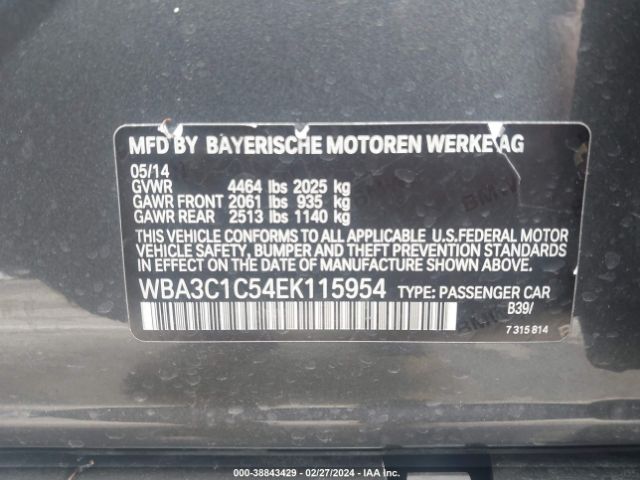 MFD BY BAYERISCHE MOTOREN WERKE AG
05/14
GVWR 4464 lbs 2025 kg
GAWR FRONT 2061 lbs 935 kg
GAWR REAR 2513 lbs 1140 kg
THIS VEHICLE CONFORMS TO ALL APPLICABLE U.S.FEDERAL MOTOR
VEHICLE SAFETY, BUMPER AND THEFT PREVENTION STANDARDS
IN EFFECT ON THE DATE OF MANUFACTURE SHOWN ABOVE.
WBA3C1C54EK115954 TYPE: PASSENGER CAR
B39/
7 315 814
000-38843429 - 02/27/2024 - IAA Inc.